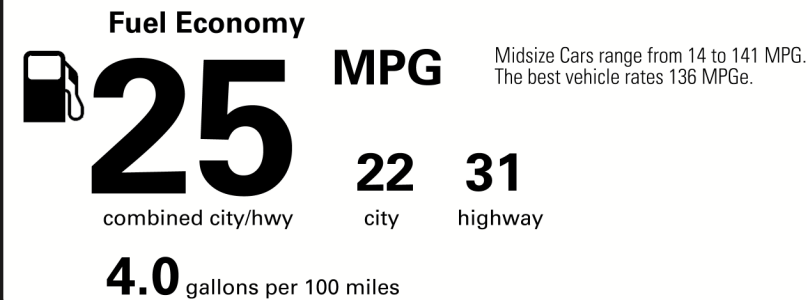 Fuel Economy
25 MPG
Midsize Cars range from 14 to 141 MPG.
The best vehicle rates 136 MPGe.
22 31
combined city/hwy city highway
4.0 gallons per 100 miles